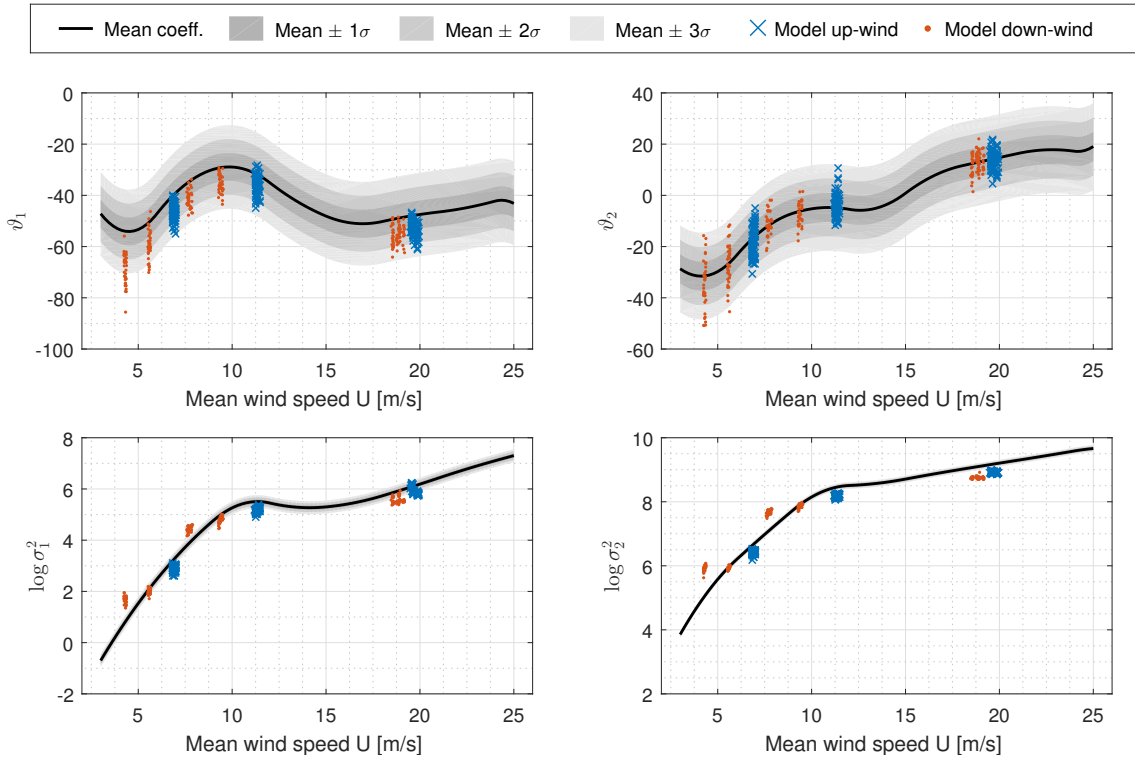 Mean coeff. Mean ± 1σ Mean ± 2σ Mean ± 3σ Model up-wind Model down-wind
0
-20
-40
-60
-80
-100
ϑ1
5 10 15 20 25
Mean wind speed U [m/s]
40
20
0
-20
-40
-60
ϑ2
5 10 15 20 25
Mean wind speed U [m/s]
8
6
4
2
0
-2
log σ₁²
5 10 15 20 25
Mean wind speed U [m/s]
10
8
6
4
2
log σ₂²
5 10 15 20 25
Mean wind speed U [m/s]